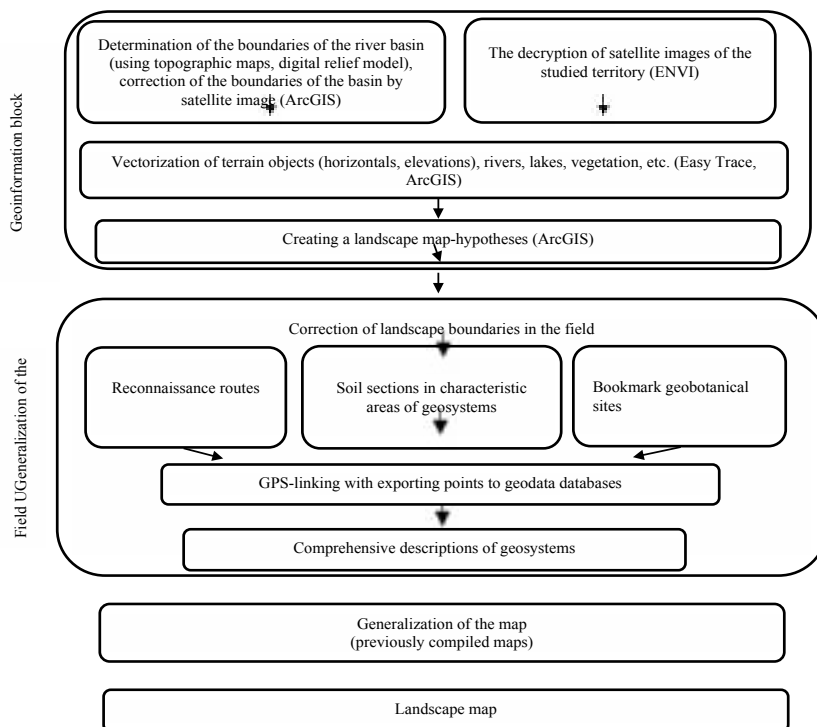 Geoinformation block
Determination of the boundaries of the river basin
(using topographic maps, digital relief model),
correction of the boundaries of the basin by
satellite image (ArcGIS)
The decryption of satellite images of the
studied territory (ENVI)
Vectorization of terrain objects (horizontals, elevations), rivers, lakes, vegetation, etc. (Easy Trace,
ArcGIS)
Creating a landscape map-hypotheses (ArcGIS)
Field UGeneralization of the
Correction of landscape boundaries in the field
Reconnaissance routes
Soil sections in characteristic
areas of geosystems
Bookmark geobotanical
sites
GPS-linking with exporting points to geodata databases
Comprehensive descriptions of geosystems
Generalization of the map
(previously compiled maps)
Landscape map